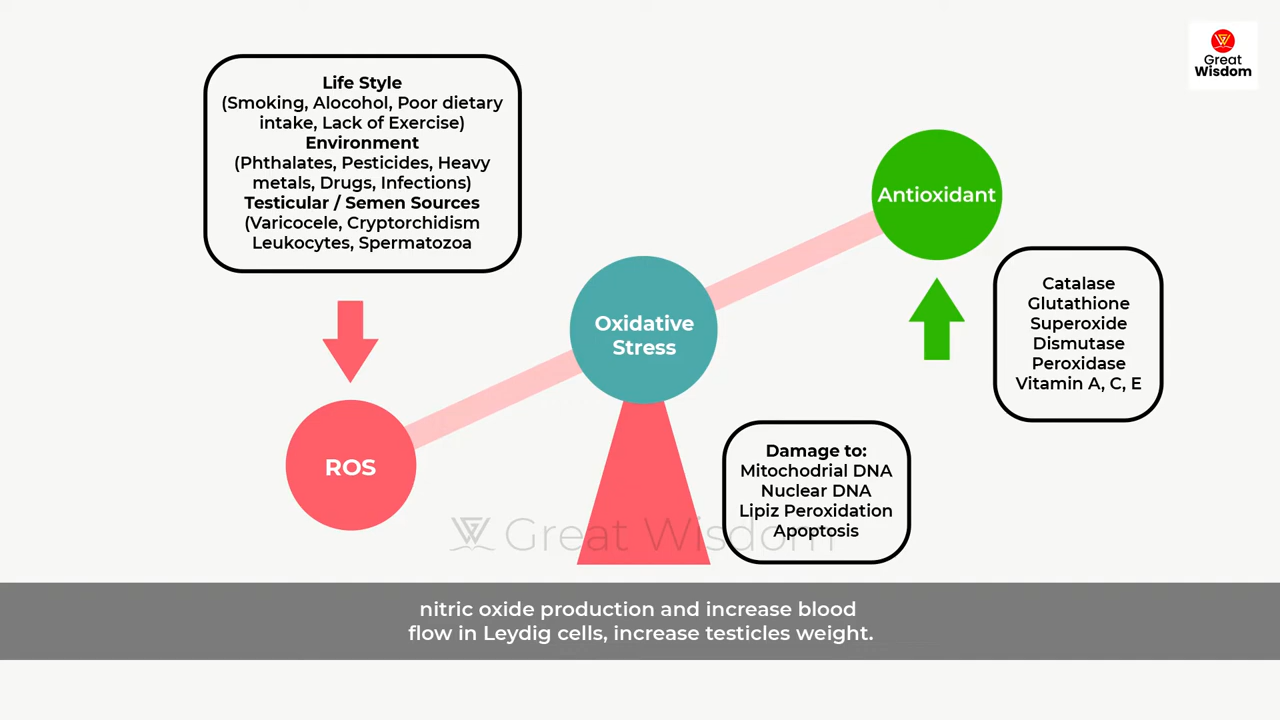 Great
Wisdom
Life Style
(Smoking, Alocohol, Poor dietary
intake, Lack of Exercise)
Environment
(Phthalates, Pesticides, Heavy
metals, Drugs, Infections)
Testicular / Semen Sources
(Varicocele, Cryptorchidism
Leukocytes, Spermatozoa
Antioxidant
Catalase
Glutathione
Superoxide
Dismutase
Peroxidase
Vitamin A, C, E
Oxidative
Stress
ROS
Damage to:
Mitochodrial DNA
Nuclear DNA
Lipiz Peroxidation
Apoptosis
Great Wisdom
nitric oxide production and increase blood
flow in Leydig cells, increase testicles weight.